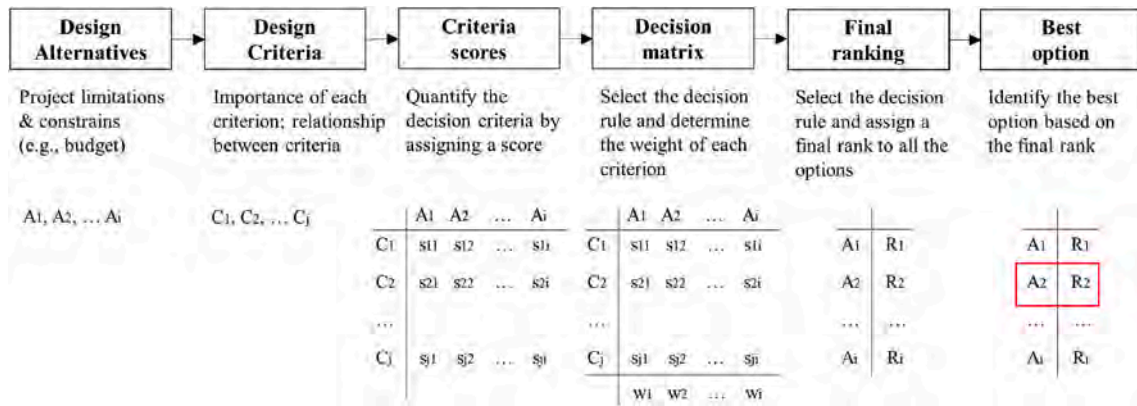 Design Alternatives
Design Criteria
Criteria scores
Decision matrix
Final ranking
Best option
Project limitations
& constrains
(e.g., budget)
Importance of each
criterion; relationship
between criteria
Quantify the
decision criteria by
assigning a score
Select the decision
rule and determine
the weight of each
criterion
Select the decision
rule and assign a
final rank to all the
options
Identify the best
option based on
the final rank
A1, A2, … Ai
C1, C2, … Cj
A1 A2 … Ai
C1 s11 s12 … s1i
C2 s21 s22 … s2i
…
Cj sj1 sj2 … sji
A1 A2 … Ai
C1 s11 s12 … s1i
C2 s21 s22 … s2i
…
Cj sj1 sj2 … sji
w1 w2 … wi
A1 R1
A2 R2
… …
Ai Ri
A1 R1
A2 R2
… …
Ai Ri